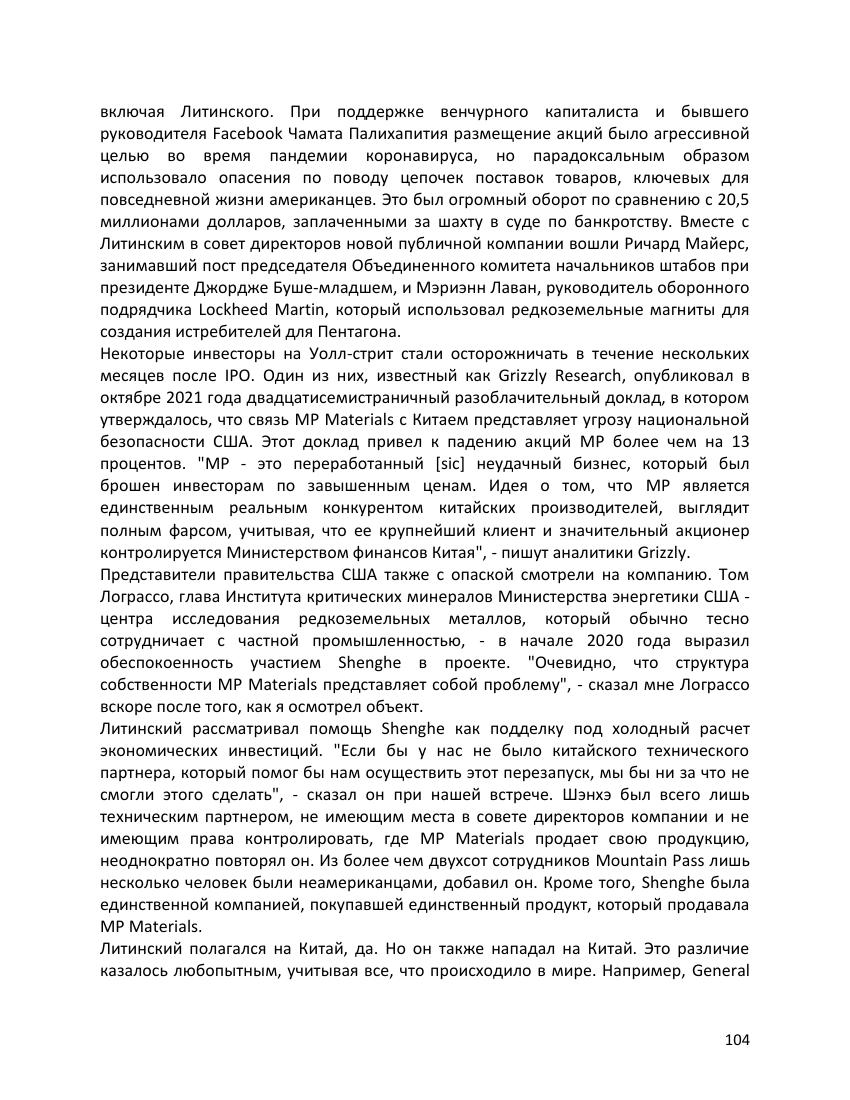 включая Литинского. При поддержке венчурного капиталиста и бывшего
руководителя Facebook Чамата Палихапития размещение акций было агрессивной
целью во время пандемии коронавируса, но парадоксальным образом
использовало опасения по поводу цепочек поставок товаров, ключевых для
повседневной жизни американцев. Это был огромный оборот по сравнению с 20,5
миллионами долларов, заплаченными за шахту в суде по банкротству. Вместе с
Литинским в совет директоров новой публичной компании вошли Ричард Майерс,
занимавший пост председателя Объединенного комитета начальников штабов при
президенте Джордже Буше-младшем, и Мэриэнн Лаван, руководитель оборонного
подрядчика Lockheed Martin, который использовал редкоземельные магниты для
создания истребителей для Пентагона.
Некоторые инвесторы на Уолл-стрит стали осторожничать в течение нескольких
месяцев после IPO. Один из них, известный как Grizzly Research, опубликовал в
октябре 2021 года двадцатисемистраничный разоблачительный доклад, в котором
утверждалось, что связь MP Materials с Китаем представляет угрозу национальной
безопасности США. Этот доклад привел к падению акций MP более чем на 13
процентов. "MP - это переработанный [sic] неудачный бизнес, который был
брошен инвесторам по завышенным ценам. Идея о том, что MP является
единственным реальным конкурентом китайских производителей, выглядит
полным фарсом, учитывая, что ее крупнейший клиент и значительный акционер
контролируется Министерством финансов Китая", - пишут аналитики Grizzly.
Представители правительства США также с опаской смотрели на компанию. Том
Лограссо, глава Института критических минералов Министерства энергетики США -
центра исследования редкоземельных металлов, который обычно тесно
сотрудничает с частной промышленностью, - в начале 2020 года выразил
обеспокоенность участием Shenghe в проекте. "Очевидно, что структура
собственности MP Materials представляет собой проблему", - сказал мне Лограссо
вскоре после того, как я осмотрел объект.
Литинский рассматривал помощь Shenghe как подделку под холодный расчет
экономических инвестиций. "Если бы у нас не было китайского технического
партнера, который помог бы нам осуществить этот перезапуск, мы бы ни за что не
смогли этого сделать", - сказал он при нашей встрече. Шэнхэ был всего лишь
техническим партнером, не имеющим места в совете директоров компании и не
имеющим права контролировать, где MP Materials продает свою продукцию,
неоднократно повторял он. Из более чем двухсот сотрудников Mountain Pass лишь
несколько человек были неамериканцами, добавил он. Кроме того, Shenghe была
единственной компанией, покупавшей единственный продукт, который продавала
MP Materials.
Литинский полагался на Китай, да. Но он также нападал на Китай. Это различие
казалось любопытным, учитывая все, что происходило в мире. Например, General
104